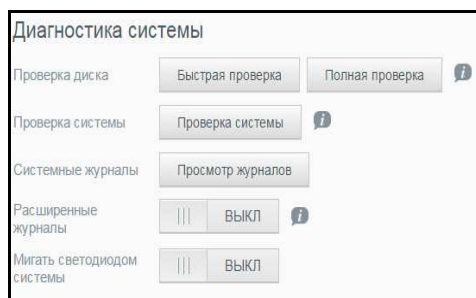 Диагностика системы
Проверка диска Быстрая проверка Полная проверка i
Проверка системы Проверка системы i
Системные журналы Просмотр журналов
Расширенные
журналы ВЫКЛ i
Мигать светодиодом
системы ВЫКЛ